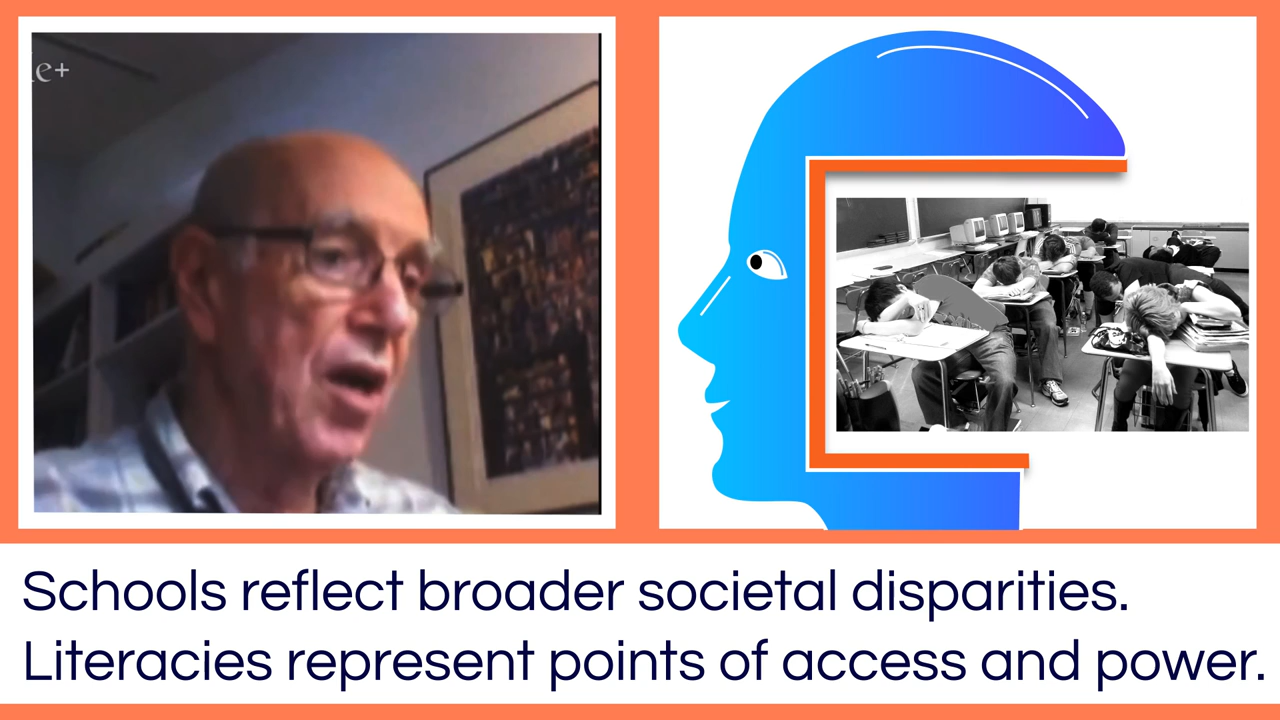 e+
Schools reflect broader societal disparities.
Literacies represent points of access and power.